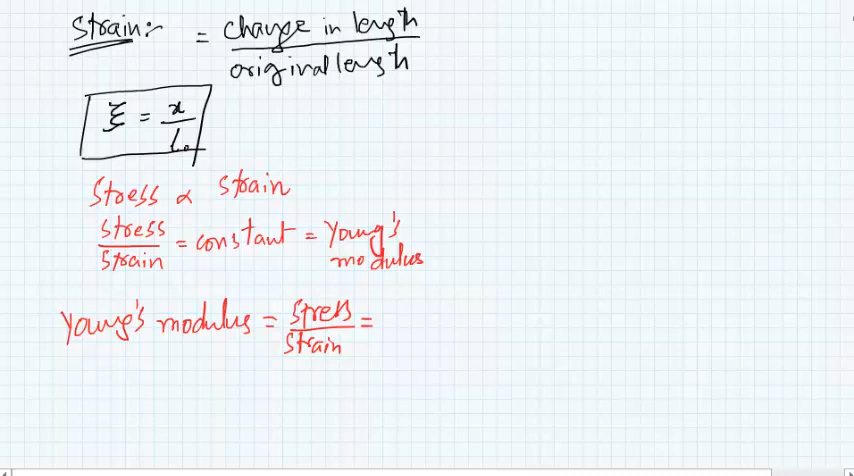 Strain:- = change in length / original length
ξ = x / L₀
Stress ∝ strain
stress / strain = constant = Young's modulus
Young's modulus = stress / strain =